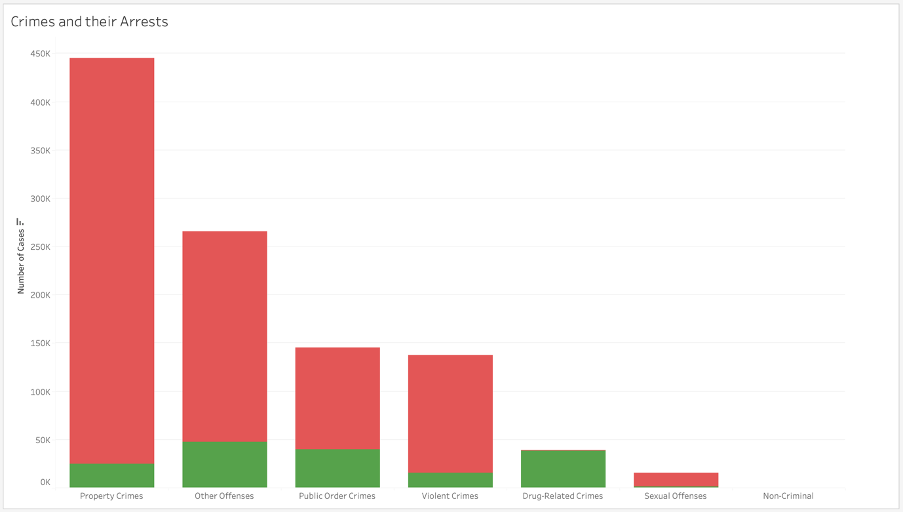 Crimes and their Arrests
450K
400K
350K
300K
250K
200K
150K
100K
50K
0K
Number of Cases
Property Crimes
Other Offenses
Public Order Crimes
Violent Crimes
Drug-Related Crimes
Sexual Offenses
Non-Criminal